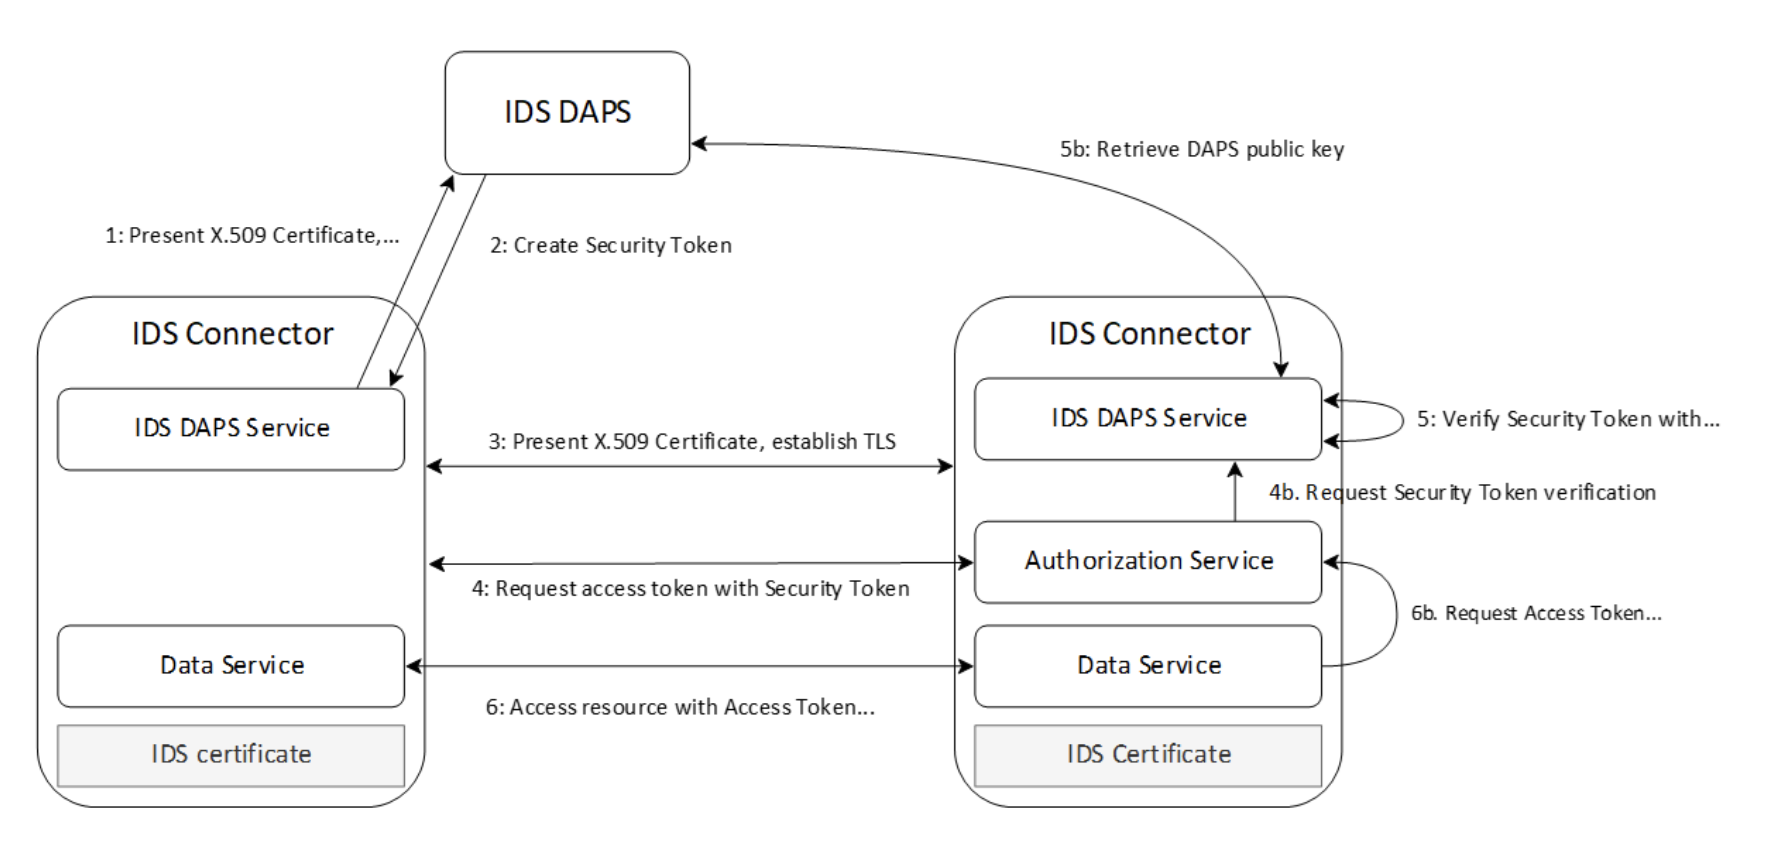 IDS DAPS
5b: Retrieve DAPS public key
1: Present X.509 Certificate,...
2: Create Security Token
IDS Connector
IDS Connector
IDS DAPS Service
IDS DAPS Service
5: Verify Security Token with...
3: Present X.509 Certificate, establish TLS
4b. Request Security Token verification
Authorization Service
4: Request access token with Security Token
6b. Request Access Token...
Data Service
Data Service
6: Access resource with Access Token...
IDS certificate
IDS Certificate